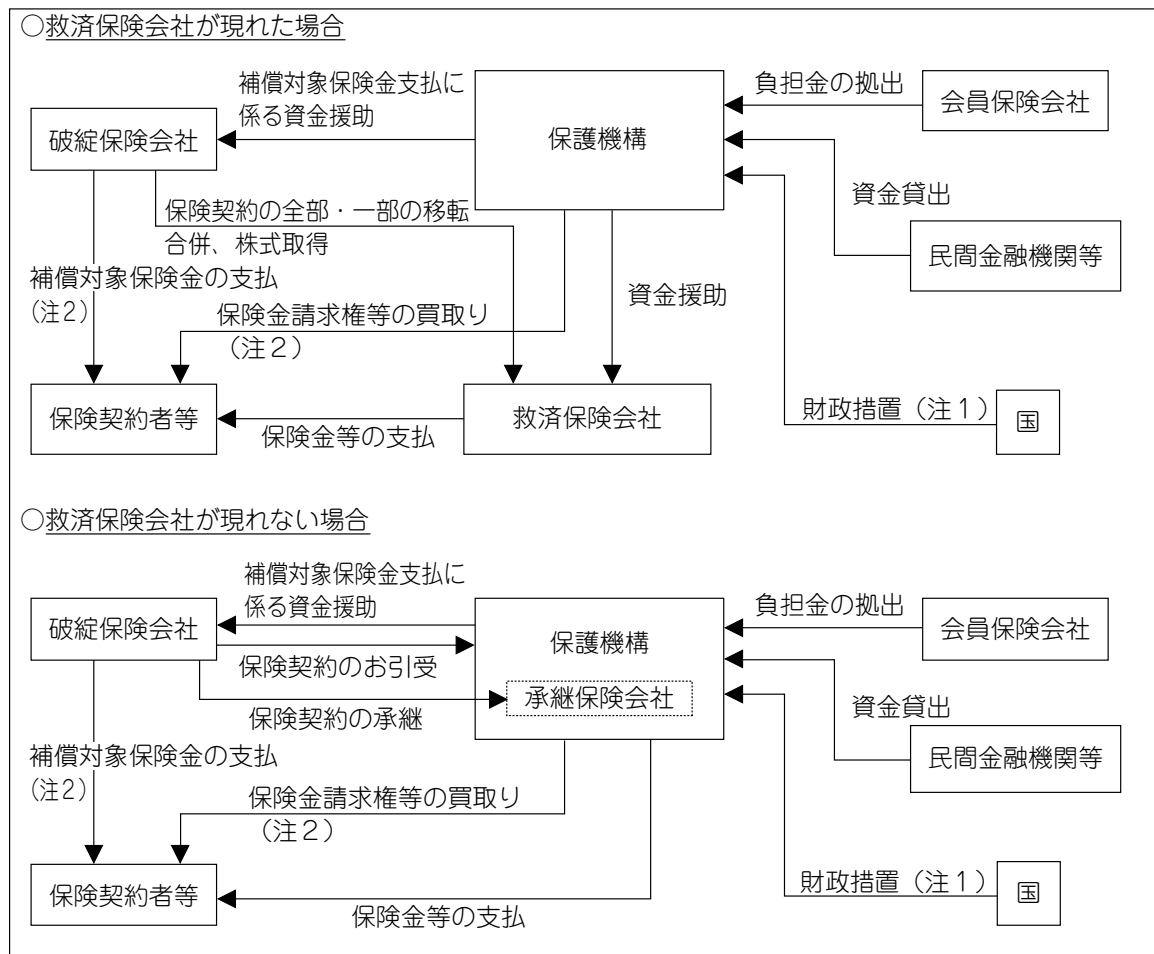 ○救済保険会社が現れた場合
補償対象保険金支払に
係る資金援助
破綻保険会社
保護機構
負担金の拠出
会員保険会社
資金貸出
民間金融機関等
保険契約の全部・一部の移転
合併、株式取得
補償対象保険金の支払
(注2)
資金援助
保険金請求権等の買取り
（注２）
保険契約者等
保険金等の支払
救済保険会社
財政措置（注１）
国
○救済保険会社が現れない場合
補償対象保険金支払に
係る資金援助
破綻保険会社
保護機構
負担金の拠出
会員保険会社
保険契約のお引受
承継保険会社
保険契約の承継
資金貸出
民間金融機関等
補償対象保険金の支払
(注2)
保険金請求権等の買取り
（注２）
保険契約者等
保険金等の支払
財政措置（注１）
国